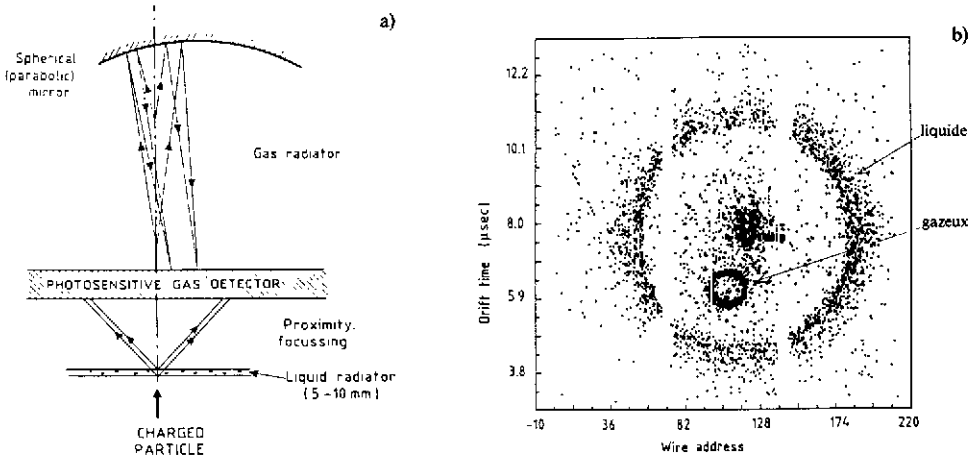 a)
Spherical
(parabolic)
mirror
Gas radiator
PHOTOSENSITIVE GAS DETECTOR
Proximity.
focussing
Liquid radiator
(5-10 mm)
CHARGED
PARTICLE
b)
Drift time (μsec)
12.2
10.1
8.0
5.9
3.8
-10
36
82
128
174
220
Wire address
liquide
gazeux